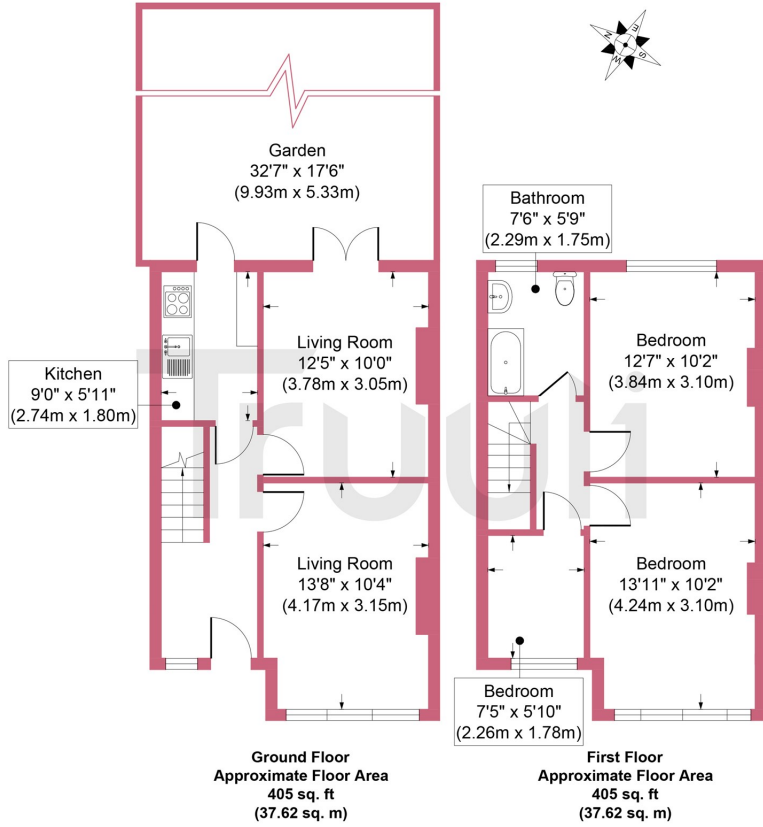 N
E
S
W
Garden
32'7" x 17'6"
(9.93m x 5.33m)
Bathroom
7'6" x 5'9"
(2.29m x 1.75m)
Kitchen
9'0" x 5'11"
(2.74m x 1.80m)
Living Room
12'5" x 10'0"
(3.78m x 3.05m)
Bedroom
12'7" x 10'2"
(3.84m x 3.10m)
Truuli
Living Room
13'8" x 10'4"
(4.17m x 3.15m)
Bedroom
13'11" x 10'2"
(4.24m x 3.10m)
Bedroom
7'5" x 5'10"
(2.26m x 1.78m)
Ground Floor
Approximate Floor Area
405 sq. ft
(37.62 sq. m)
First Floor
Approximate Floor Area
405 sq. ft
(37.62 sq. m)